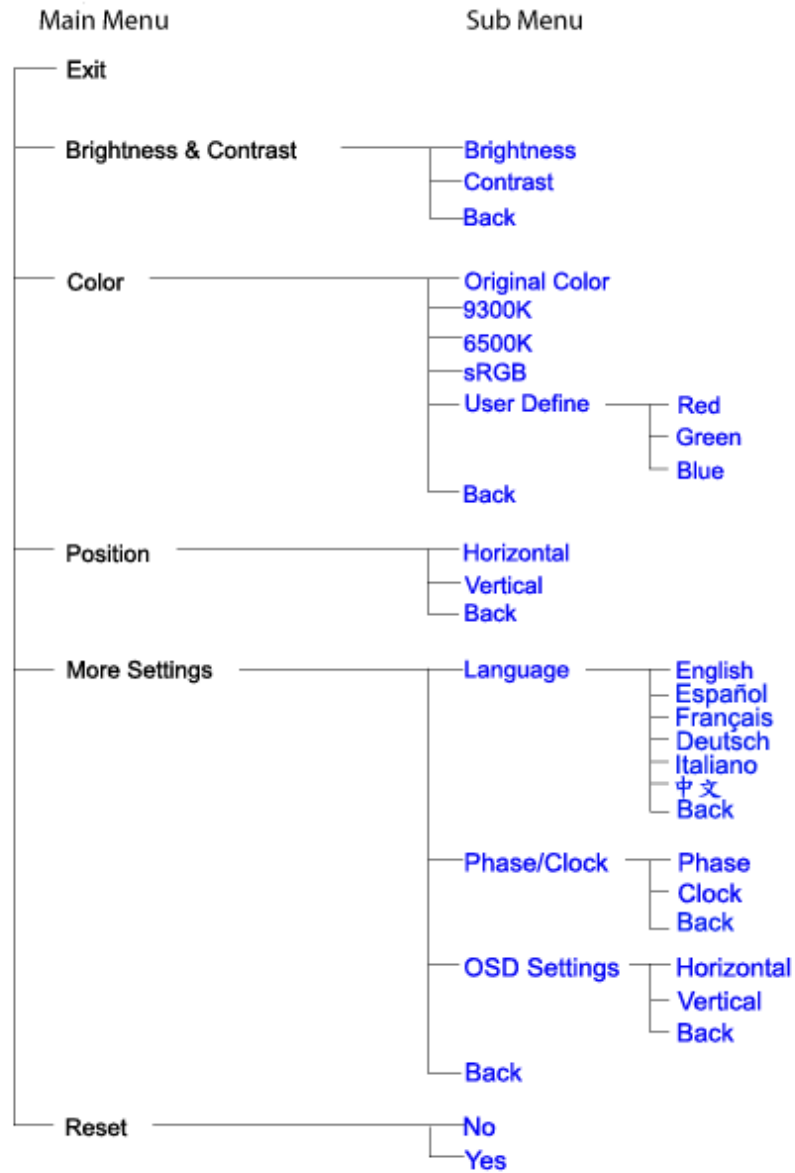 Main Menu Sub Menu
Exit
Brightness & Contrast Brightness
Contrast
Back
Color Original Color
9300K
6500K
sRGB
User Define Red
Green
Blue
Back
Position Horizontal
Vertical
Back
More Settings Language English
Español
Français
Deutsch
Italiano
中文
Back
Phase/Clock Phase
Clock
Back
OSD Settings Horizontal
Vertical
Back
Back
Reset No
Yes